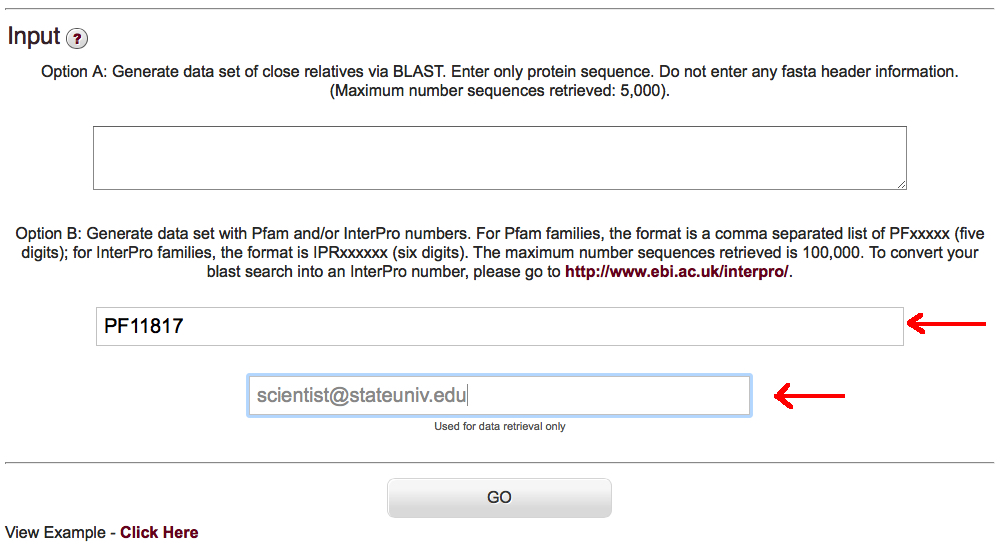 Input ?
Option A: Generate data set of close relatives via BLAST. Enter only protein sequence. Do not enter any fasta header information.
(Maximum number sequences retrieved: 5,000).
Option B: Generate data set with Pfam and/or InterPro numbers. For Pfam families, the format is a comma separated list of PFxxxxx (five
digits); for InterPro families, the format is IPRxxxxxx (six digits). The maximum number sequences retrieved is 100,000. To convert your
blast search into an InterPro number, please go to http://www.ebi.ac.uk/interpro/.
PF11817
scientist@stateuniv.edu
Used for data retrieval only
GO
View Example - Click Here